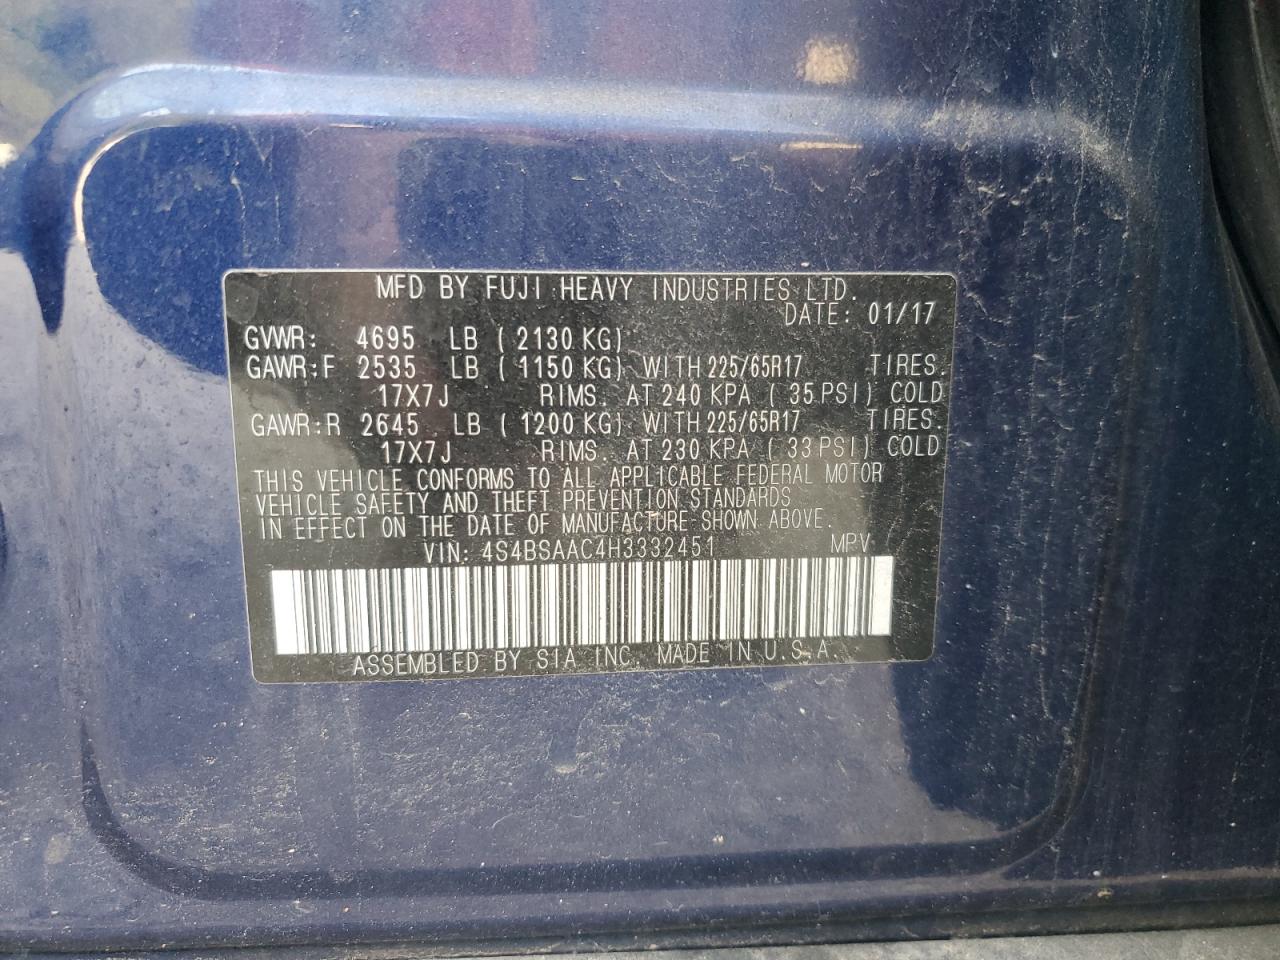 MFD BY FUJI HEAVY INDUSTRIES LTD.
DATE: 01/17
GVWR: 4695 LB ( 2130 KG)
GAWR:F 2535 LB ( 1150 KG) WITH 225/65R17 TIRES.
17X7J RIMS. AT 240 KPA ( 35 PSI) COLD
GAWR:R 2645 LB ( 1200 KG) WITH 225/65R17 TIRES.
17X7J RIMS. AT 230 KPA ( 33 PSI) COLD
THIS VEHICLE CONFORMS TO ALL APPLICABLE FEDERAL MOTOR
VEHICLE SAFETY AND THEFT PREVENTION STANDARDS
IN EFFECT ON THE DATE OF MANUFACTURE SHOWN ABOVE.
VIN: 4S4BSAAC4H3332451 MPV
ASSEMBLED BY SIA INC. MADE IN U.S.A.